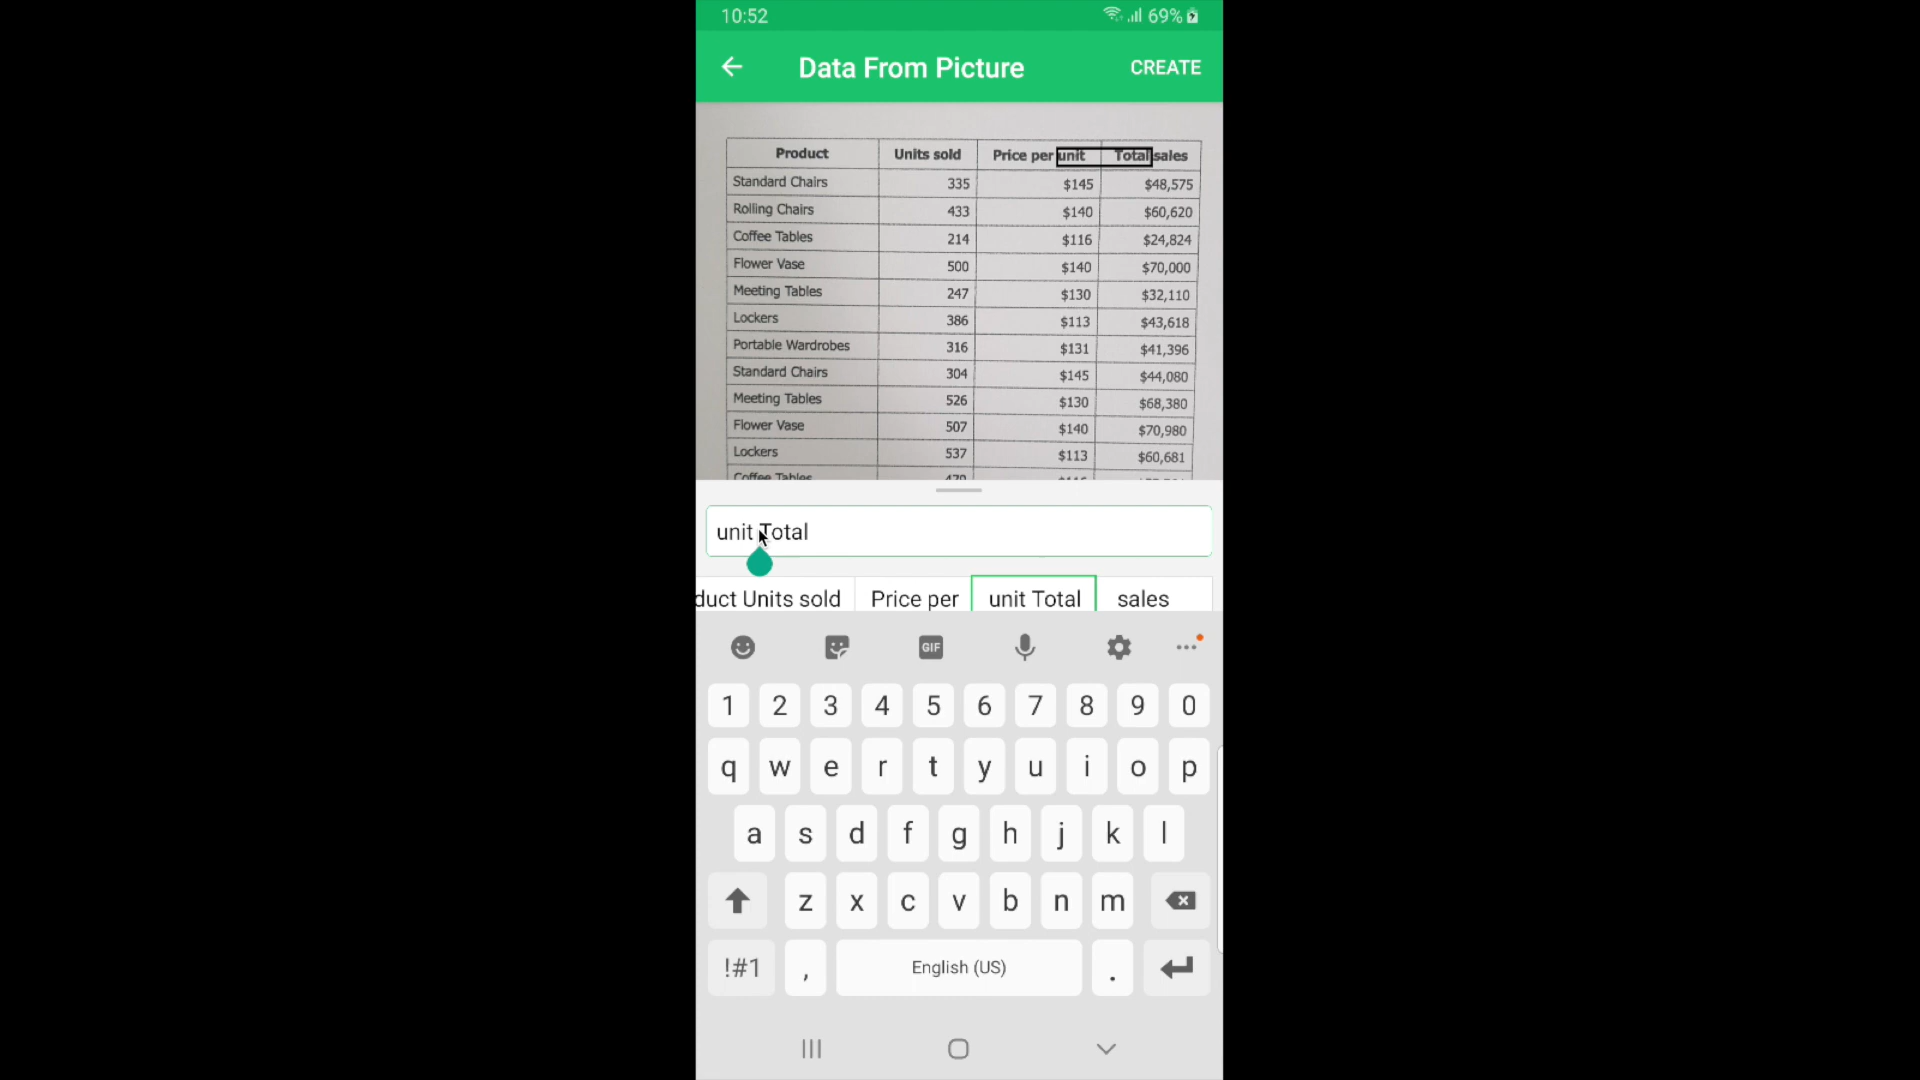 10:52 69%
Data From Picture CREATE
Product Units sold Price per unit Total sales
Standard Chairs 335 $145 $48,575
Rolling Chairs 433 $140 $60,620
Coffee Tables 214 $116 $24,824
Flower Vase 500 $140 $70,000
Meeting Tables 247 $130 $32,110
Lockers 386 $113 $43,618
Portable Wardrobes 316 $131 $41,396
Standard Chairs 304 $145 $44,080
Meeting Tables 526 $130 $68,380
Flower Vase 507 $140 $70,980
Lockers 537 $113 $60,681
Coffee Tables
unit Total
duct Units sold Price per unit Total sales
GIF
1 2 3 4 5 6 7 8 9 0
q w e r t y u i o p
a s d f g h j k l
z x c v b n m
!#1 , English (US) .